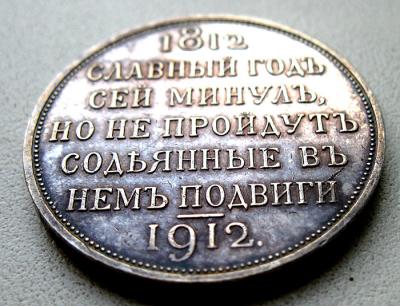 1812
СЛАВНЫЙ ГОДЪ
СЕЙ МИНУЛЪ,
НО НЕ ПРОЙДУТЪ
СОДѢЯННЫЕ ВЪ
НЕМЪ ПОДВИГИ
1912.